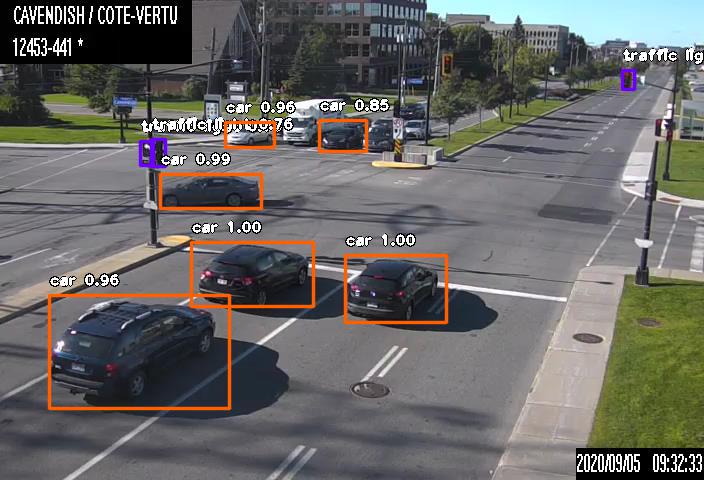 CAVENDISH / COTE-VERTU
12453-441 *
traffic lig
car 0.96
car 0.85
car 0.99
car 1.00
car 1.00
car 0.96
2020/09/05 09:32:33